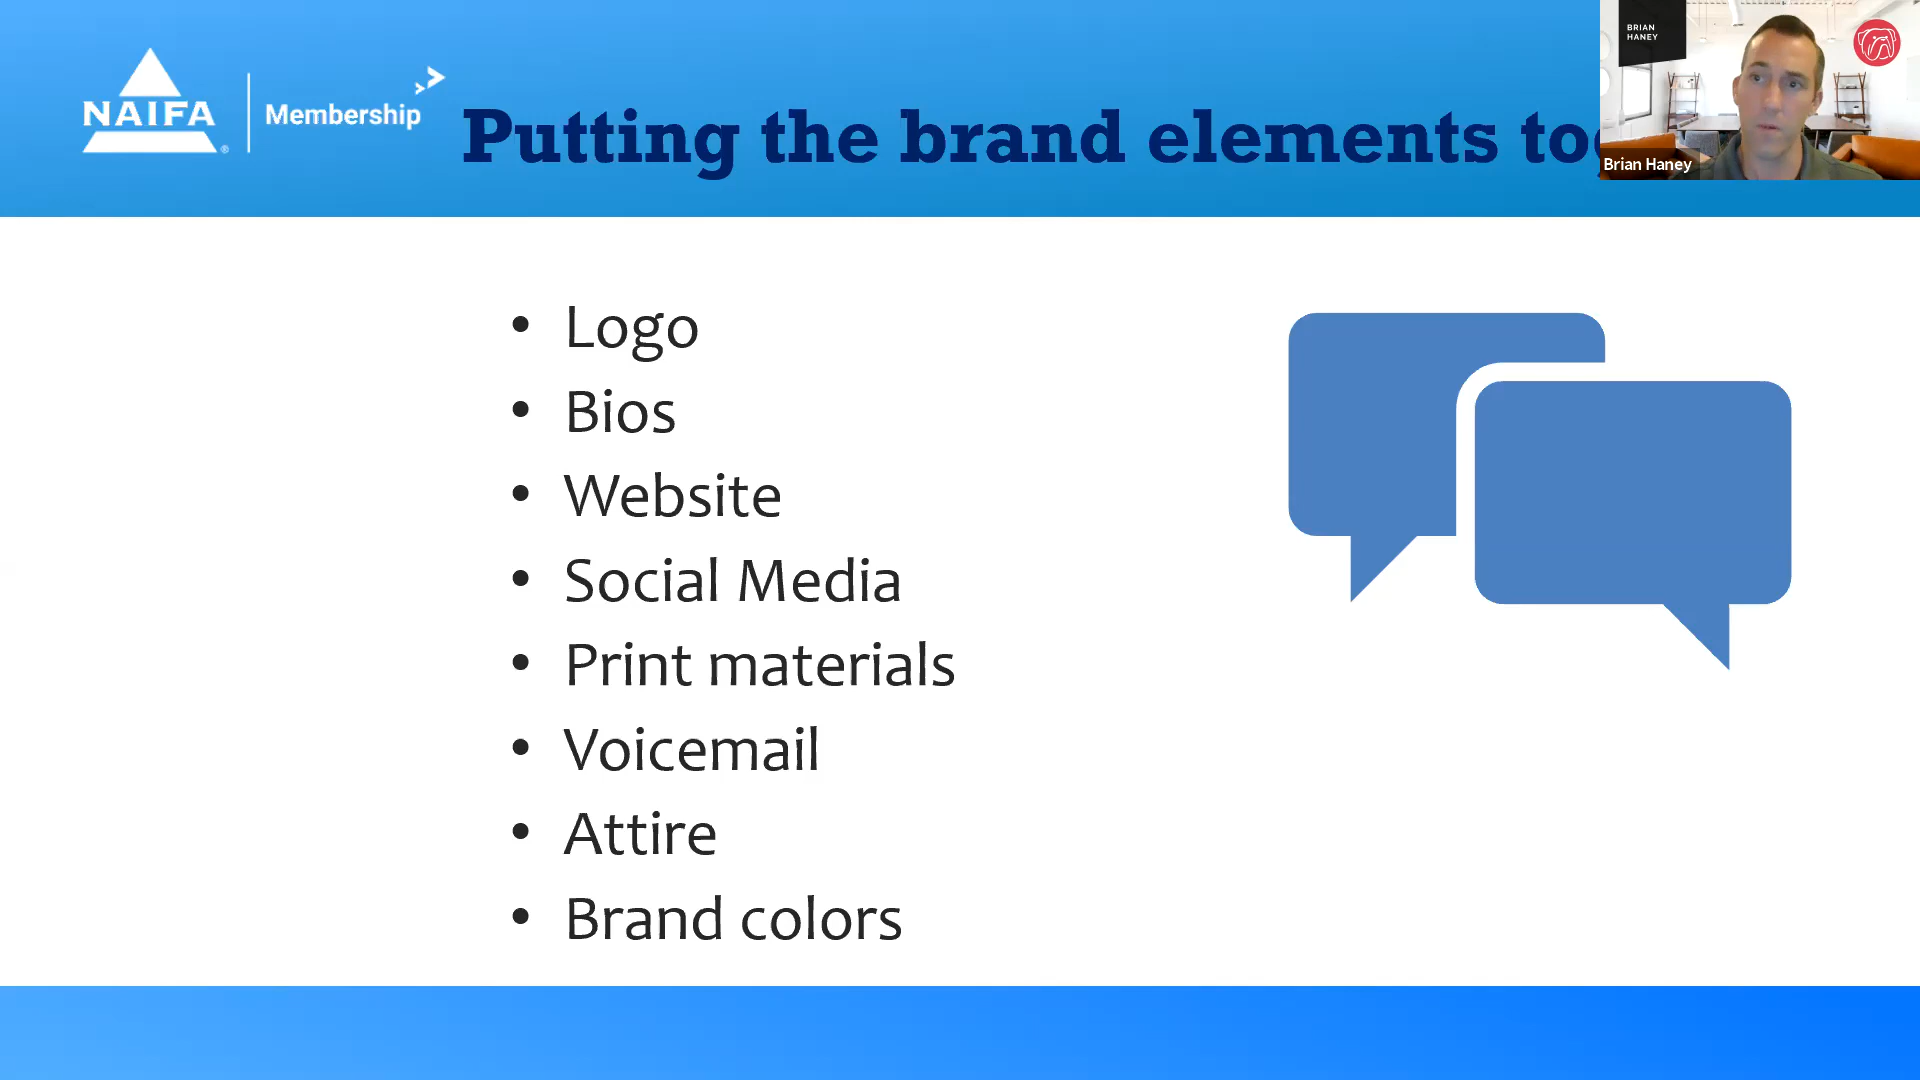 NAIFA
®
Membership
Putting the brand elements to
BRIAN
HANEY
Brian Haney
• Logo
• Bios
• Website
• Social Media
• Print materials
• Voicemail
• Attire
• Brand colors